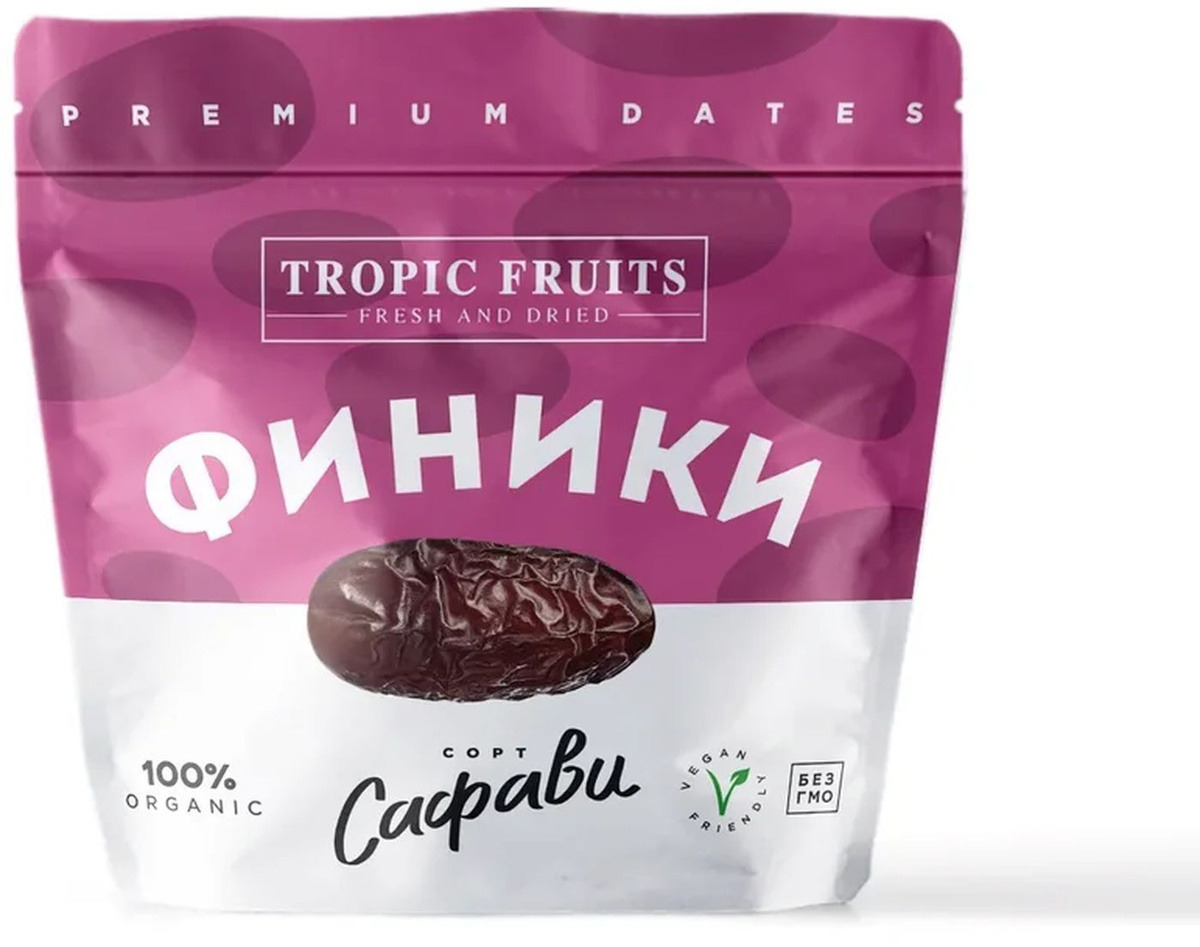 PREMIUM DATES
TROPIC FRUITS
FRESH AND DRIED
ФИНИКИ
СОРТ
Сафави
100%
ORGANIC
VEGAN
FRIENDLY
БЕЗ
ГМО